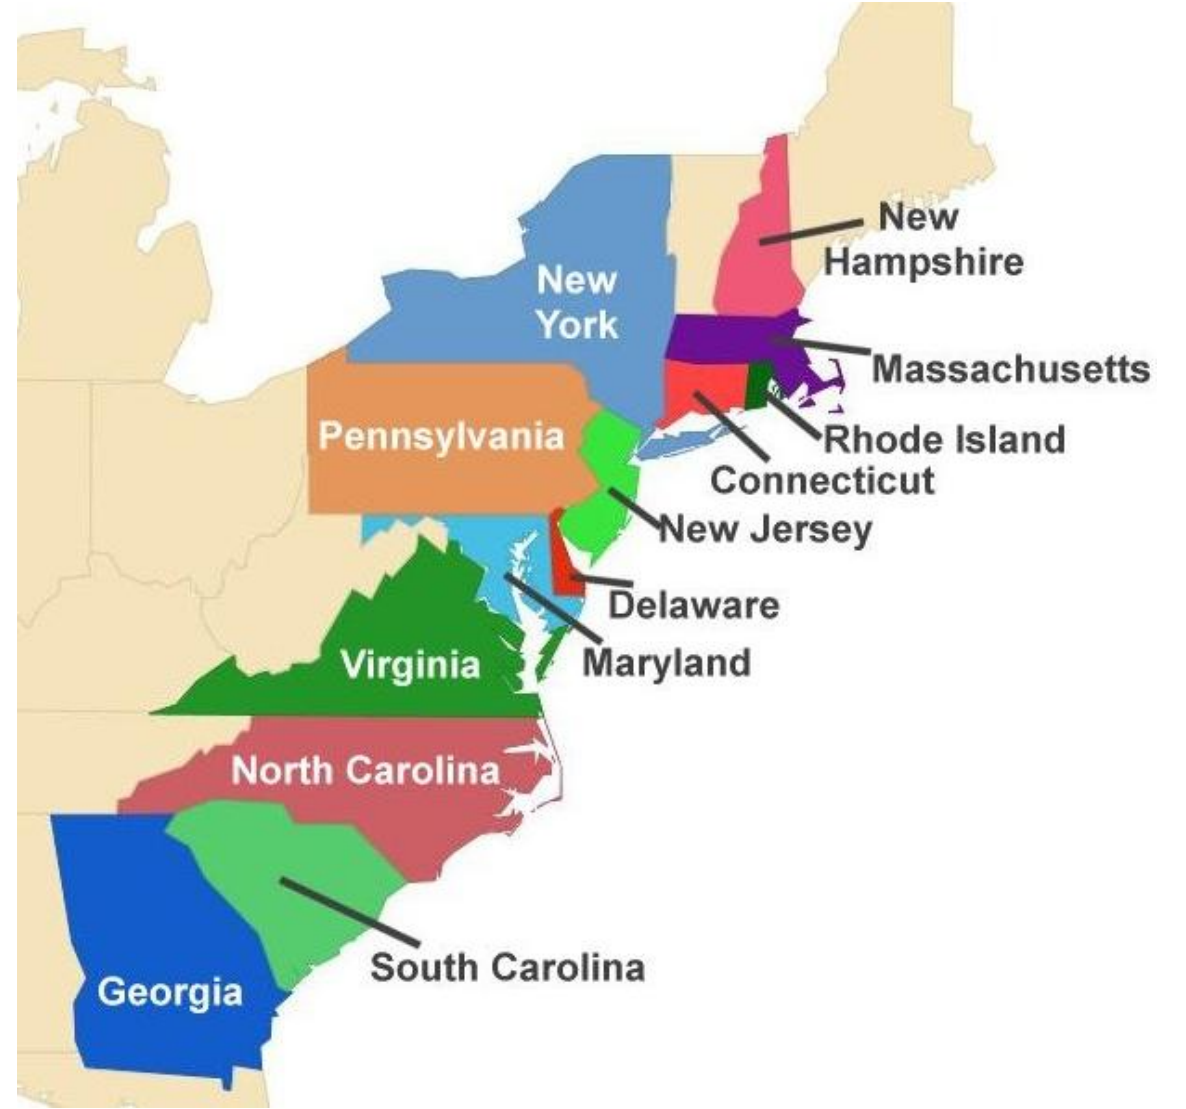 New
Hampshire
New
York
Massachusetts
Pennsylvania
Rhode Island
Connecticut
New Jersey
Delaware
Virginia
Maryland
North Carolina
South Carolina
Georgia